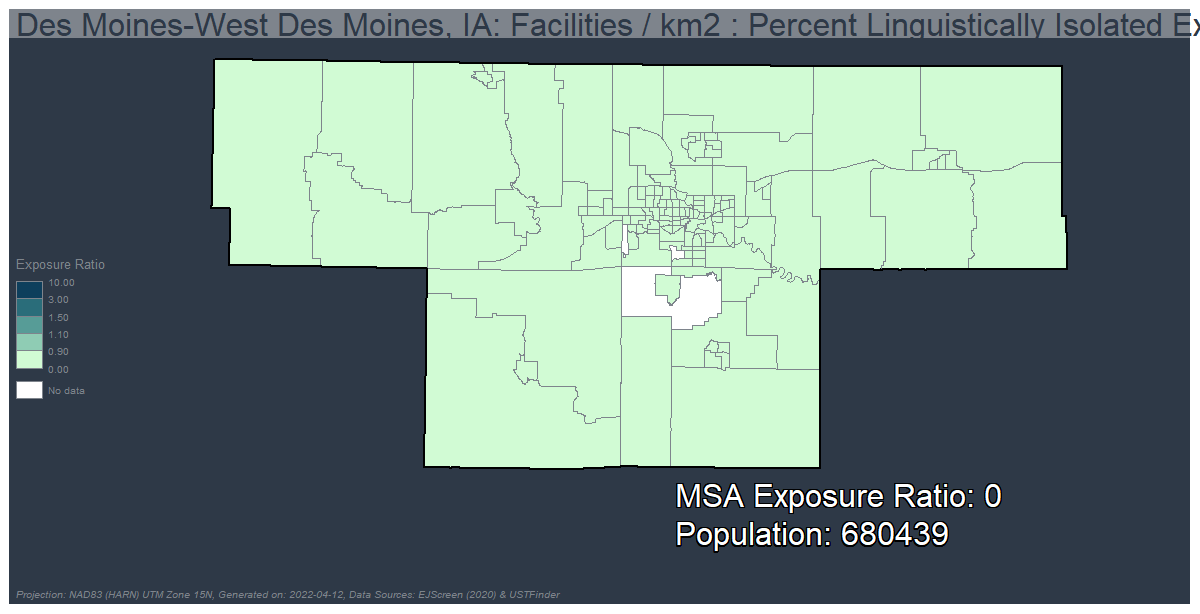 Des Moines-West Des Moines, IA: Facilities / km2 : Percent Linguistically Isolated Ex
Exposure Ratio
10.00
3.00
1.50
1.10
0.90
0.00
No data
MSA Exposure Ratio: 0
Population: 680439
Projection: NAD83 (HARN) UTM Zone 15N, Generated on: 2022-04-12, Data Sources: EJScreen (2020) & USTFinder